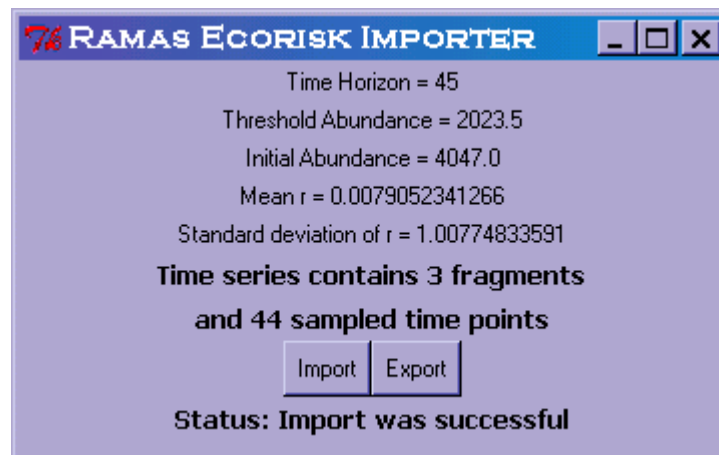 Ramas Ecorisk Importer
Time Horizon = 45
Threshold Abundance = 2023.5
Initial Abundance = 4047.0
Mean r = 0.0079052341266
Standard deviation of r = 1.00774833591
Time series contains 3 fragments
and 44 sampled time points
Import Export
Status: Import was successful